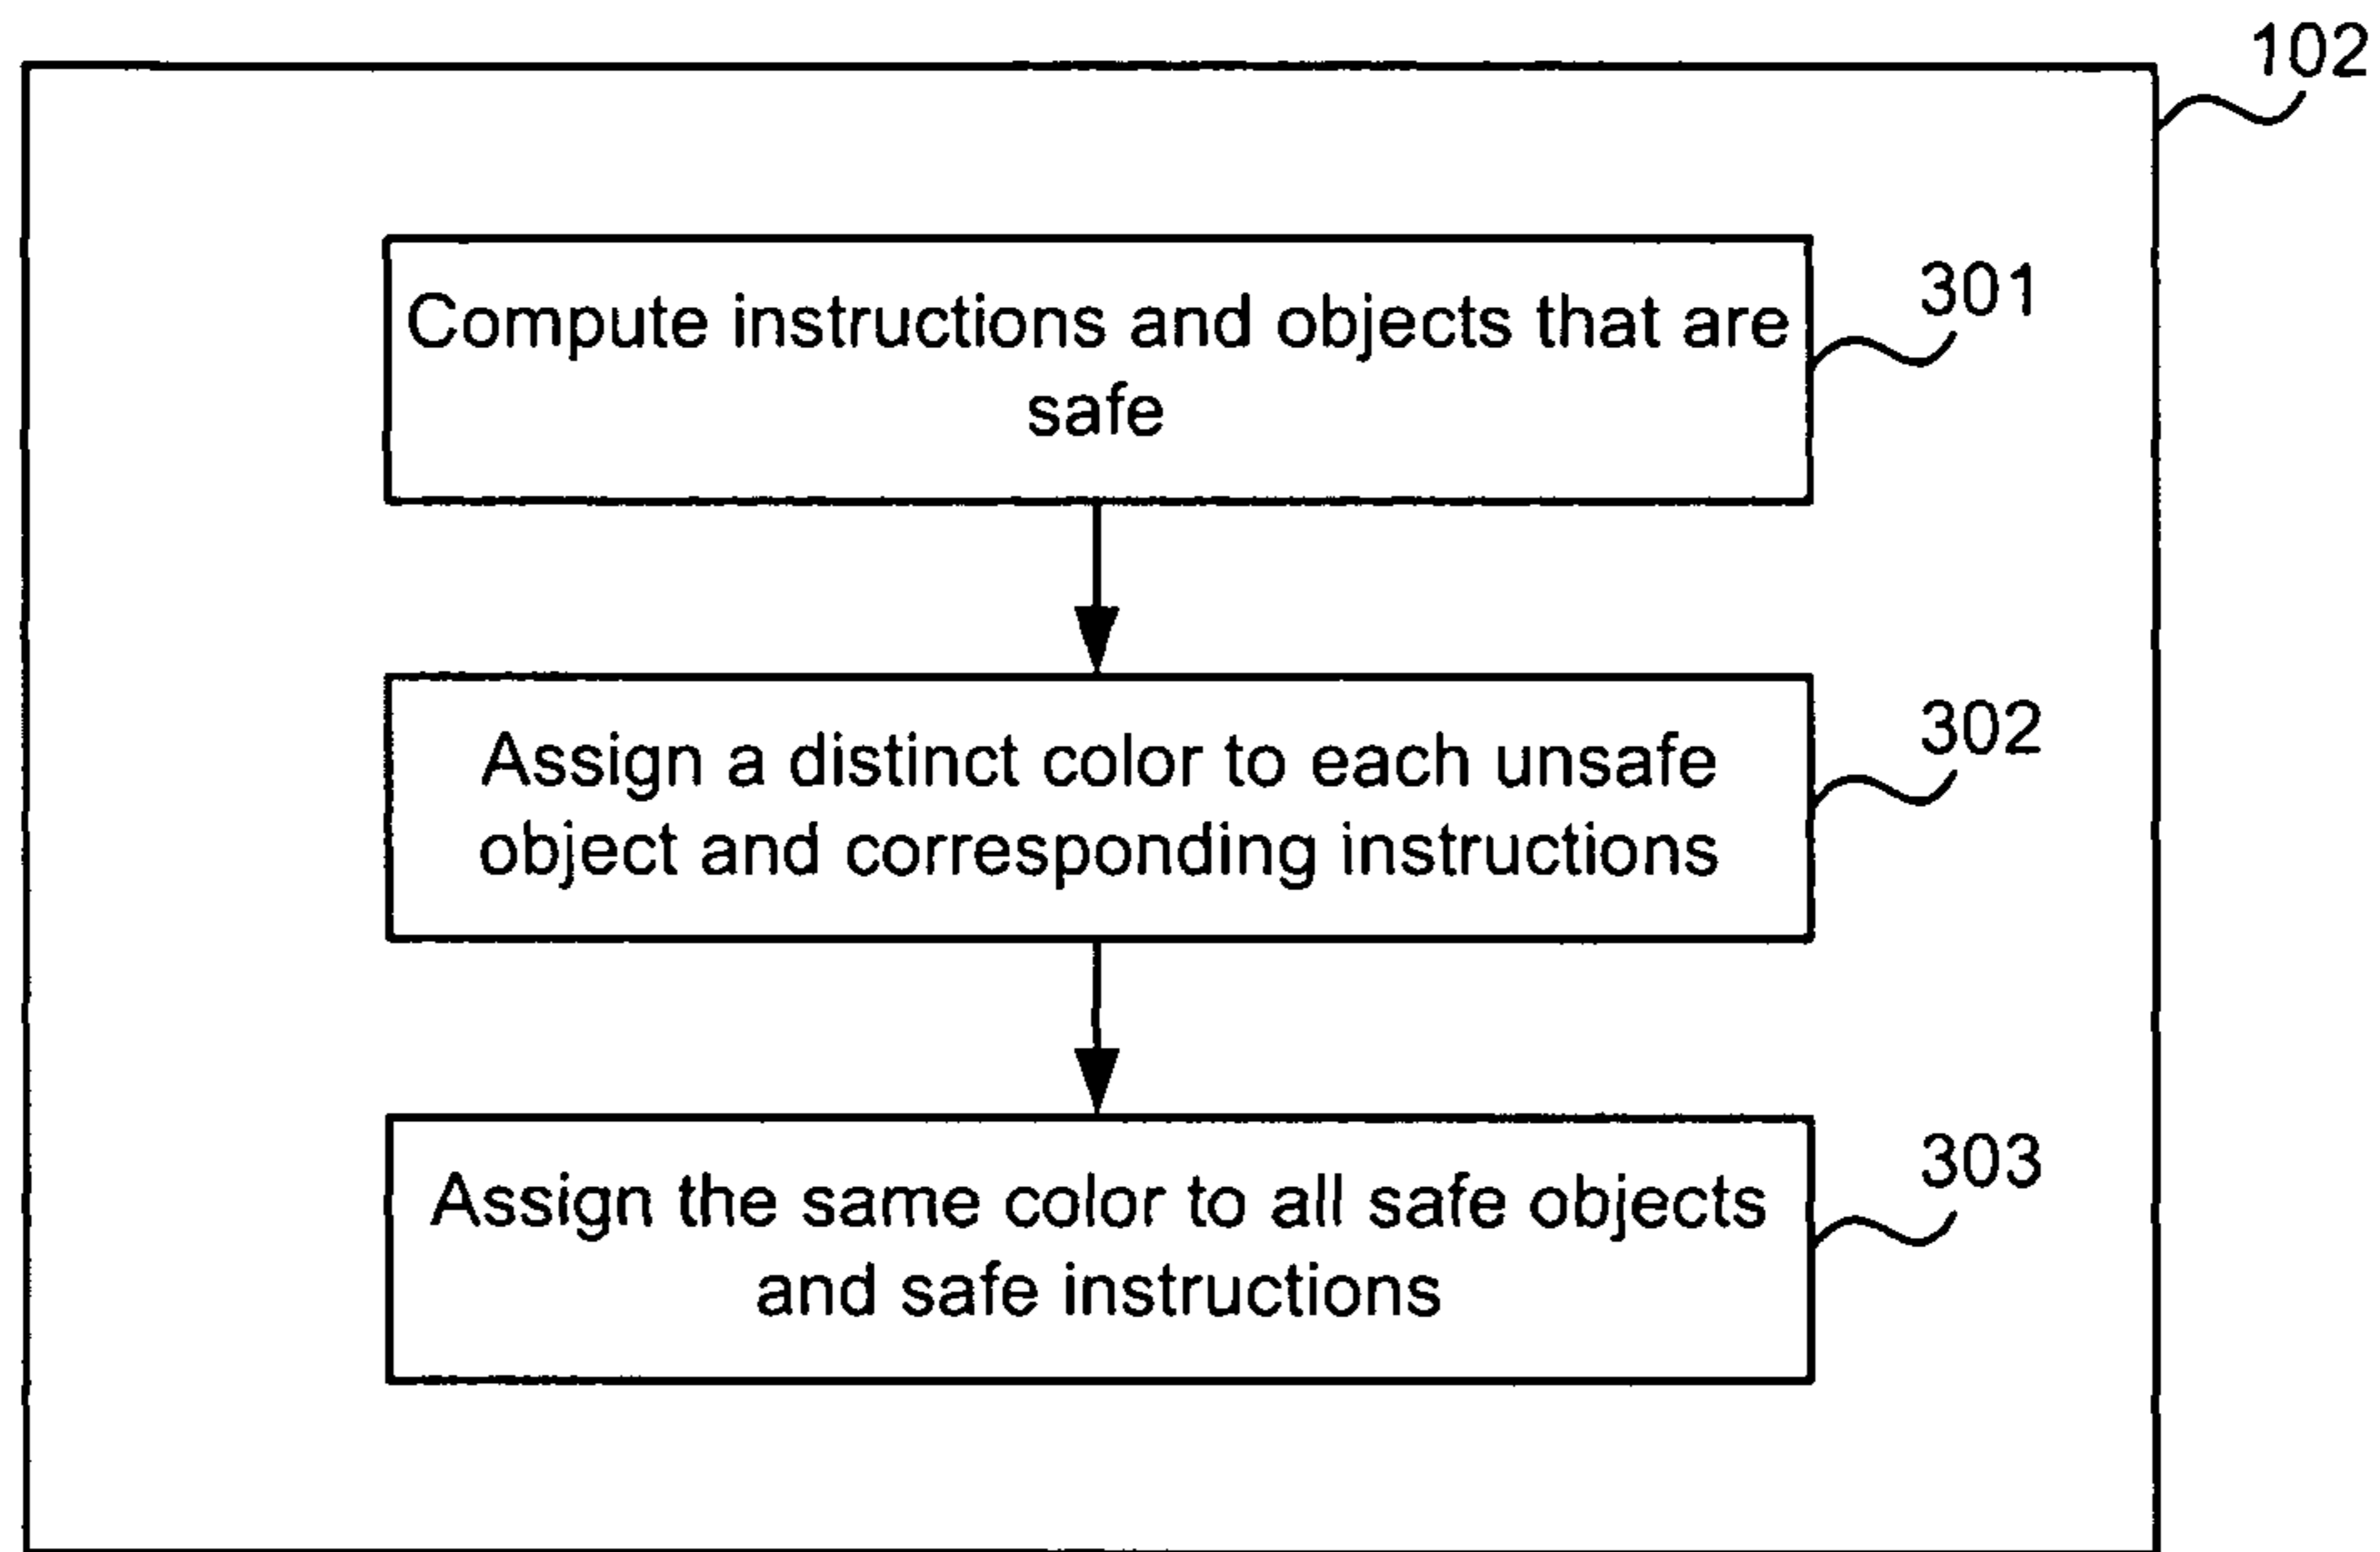 102
Compute instructions and objects that are
safe
301
Assign a distinct color to each unsafe
object and corresponding instructions
302
Assign the same color to all safe objects
and safe instructions
303